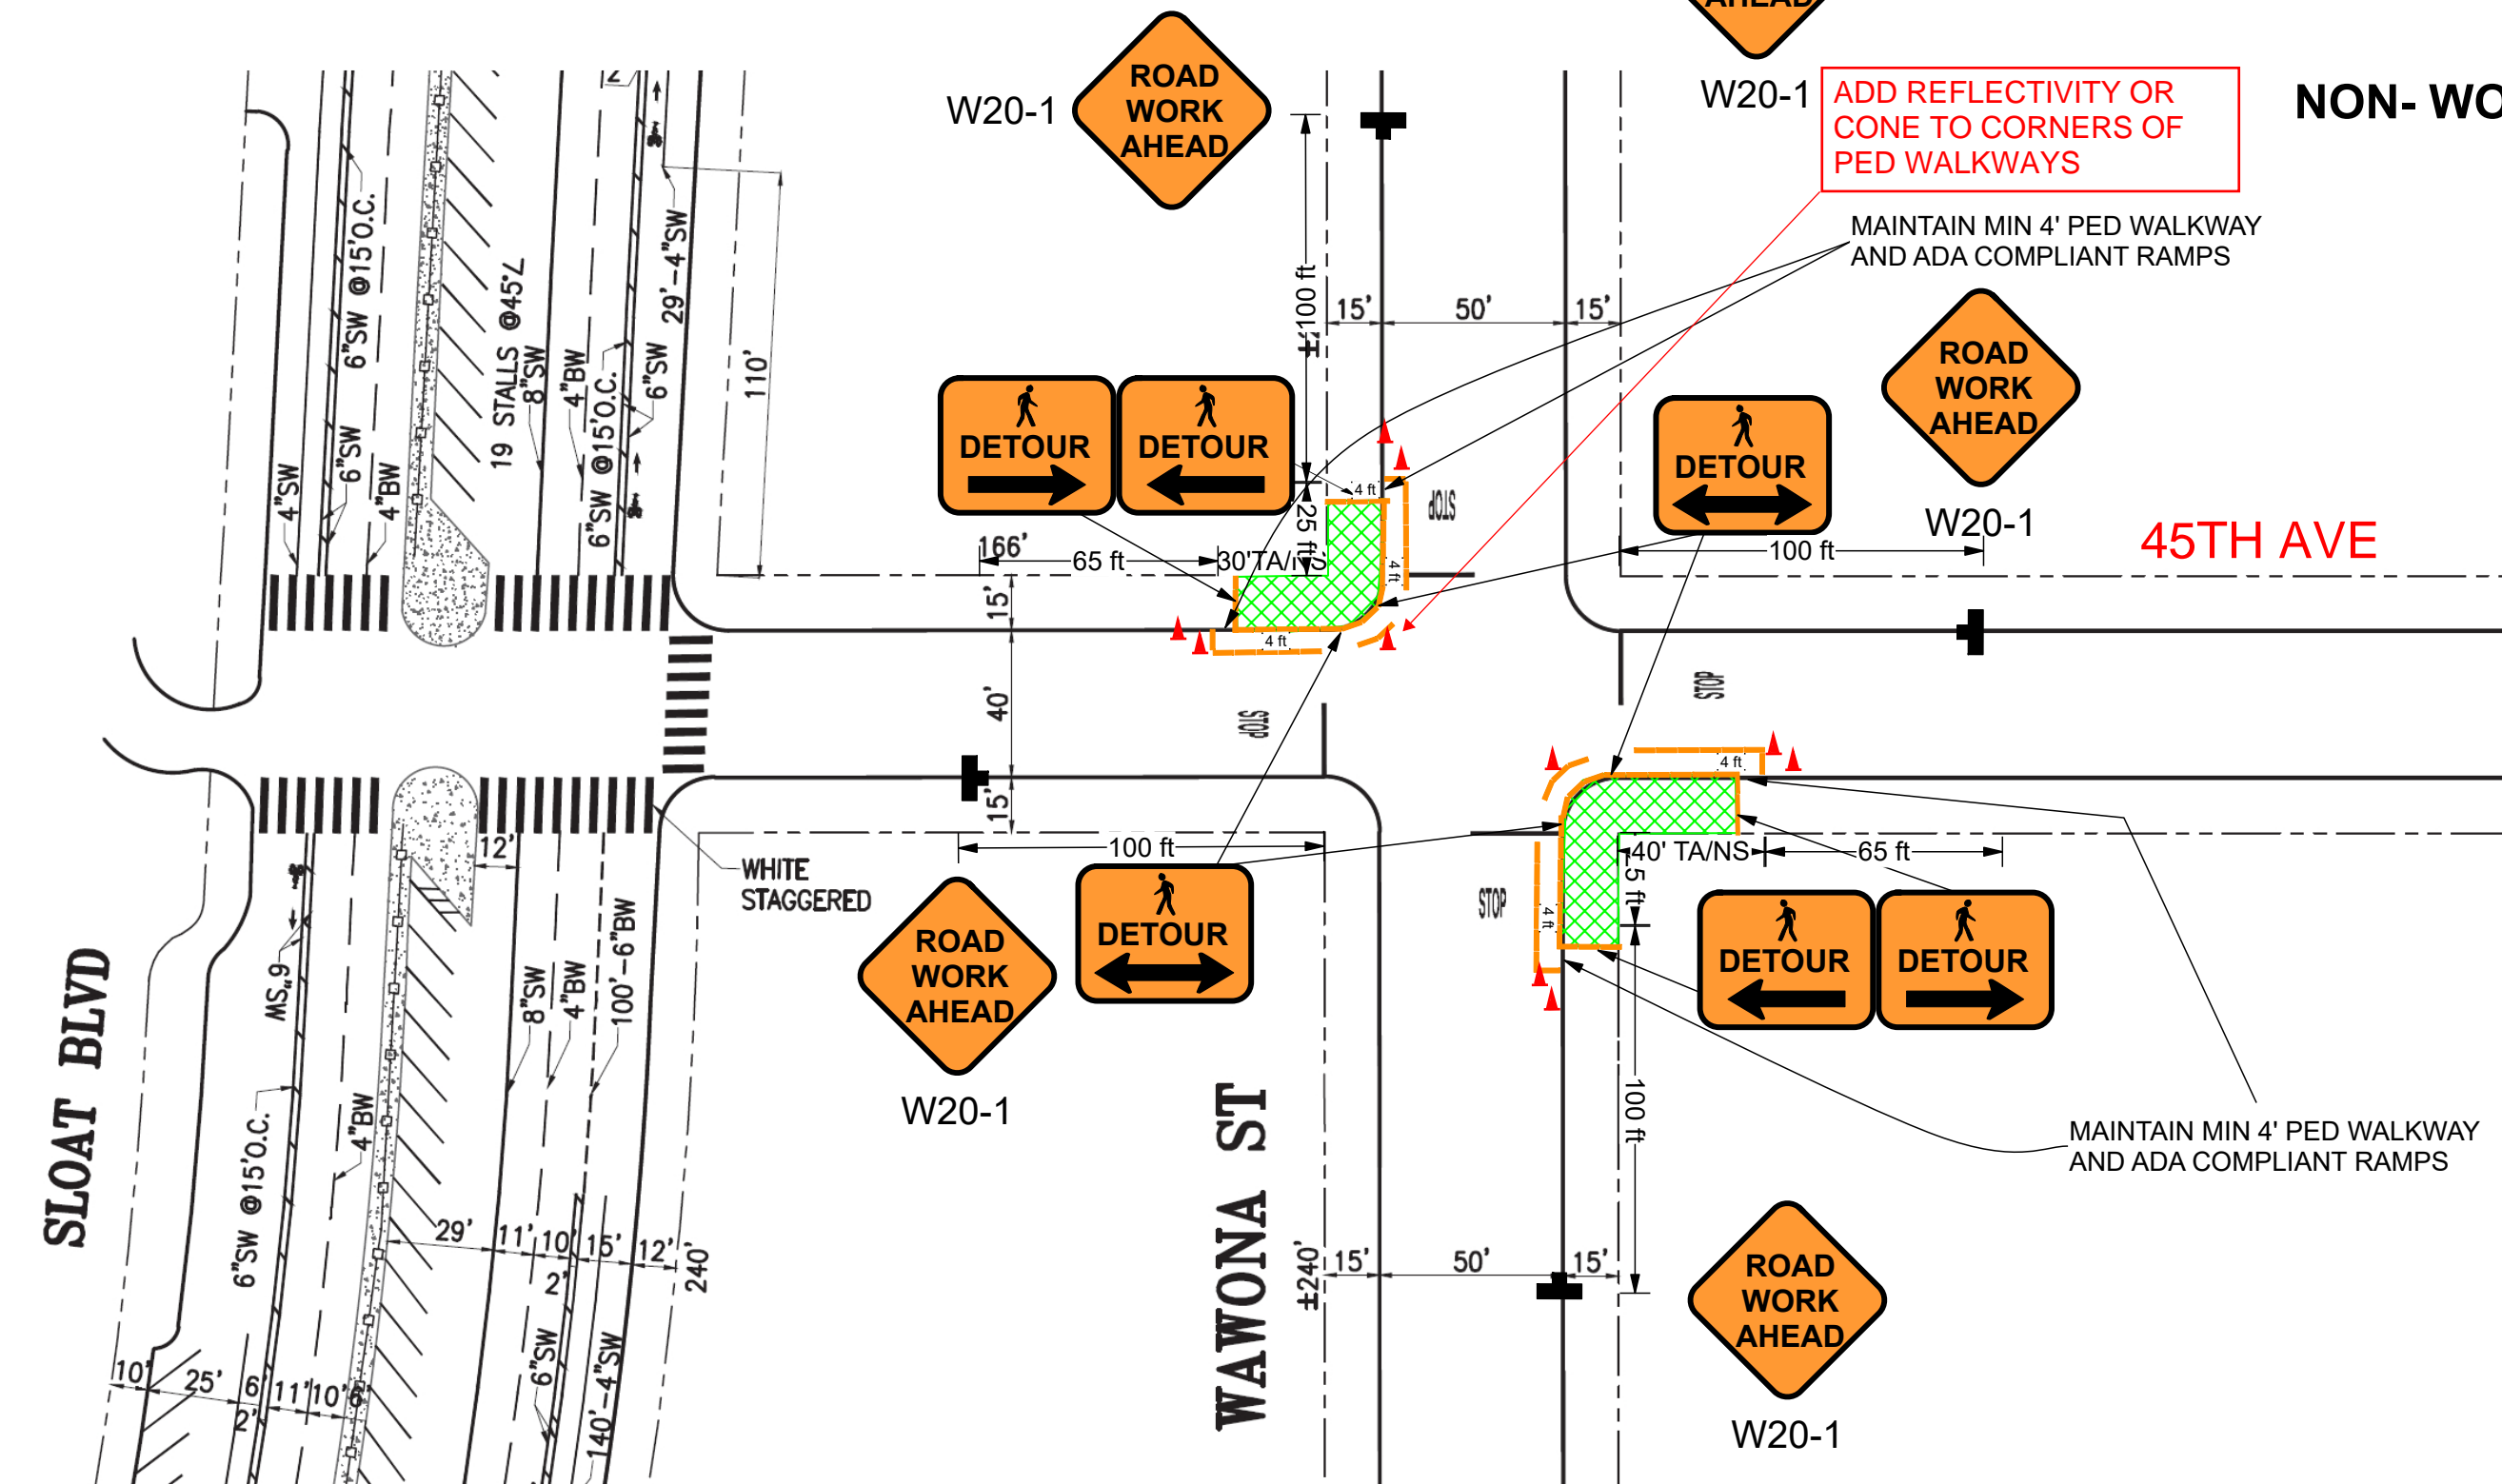 AHEAD
W20-1
ROAD
WORK
AHEAD
W20-1
ADD REFLECTIVITY OR
CONE TO CORNERS OF
PED WALKWAYS
NON- WO
MAINTAIN MIN 4' PED WALKWAY
AND ADA COMPLIANT RAMPS
2'
6"SW @15'O.C.
29'-4"SW
19 STALLS @45°
7'
8"SW
4"BW
6"SW @15'O.C.
6"SW
110'
4"SW
6"SW
4"BW
100 ft
15'
50'
15'
ROAD
WORK
AHEAD
W20-1
DETOUR
DETOUR
DETOUR
4 ft
STOP
25 ft
4 ft
45TH AVE
100 ft
166'
65 ft
30'TA/NS
15'
4 ft
40'
STOP
STOP
15'
4 ft
100 ft
12'
WHITE
STAGGERED
40' TA/NS
65 ft
5 ft
4 ft
STOP
DETOUR
DETOUR
DETOUR
ROAD
WORK
AHEAD
W20-1
6"SW
8"SW
4"BW
100'-6"BW
SLOAT BLVD
4"BW
6"SW @15'O.C.
WAWONA ST
100 ft
MAINTAIN MIN 4' PED WALKWAY
AND ADA COMPLIANT RAMPS
29'
11'
10'
15'
12'
2'
240'
±240'
15'
50'
15'
ROAD
WORK
AHEAD
W20-1
6"SW
140'-4"SW
10'
25'
6'
11'
10'
6'
2'